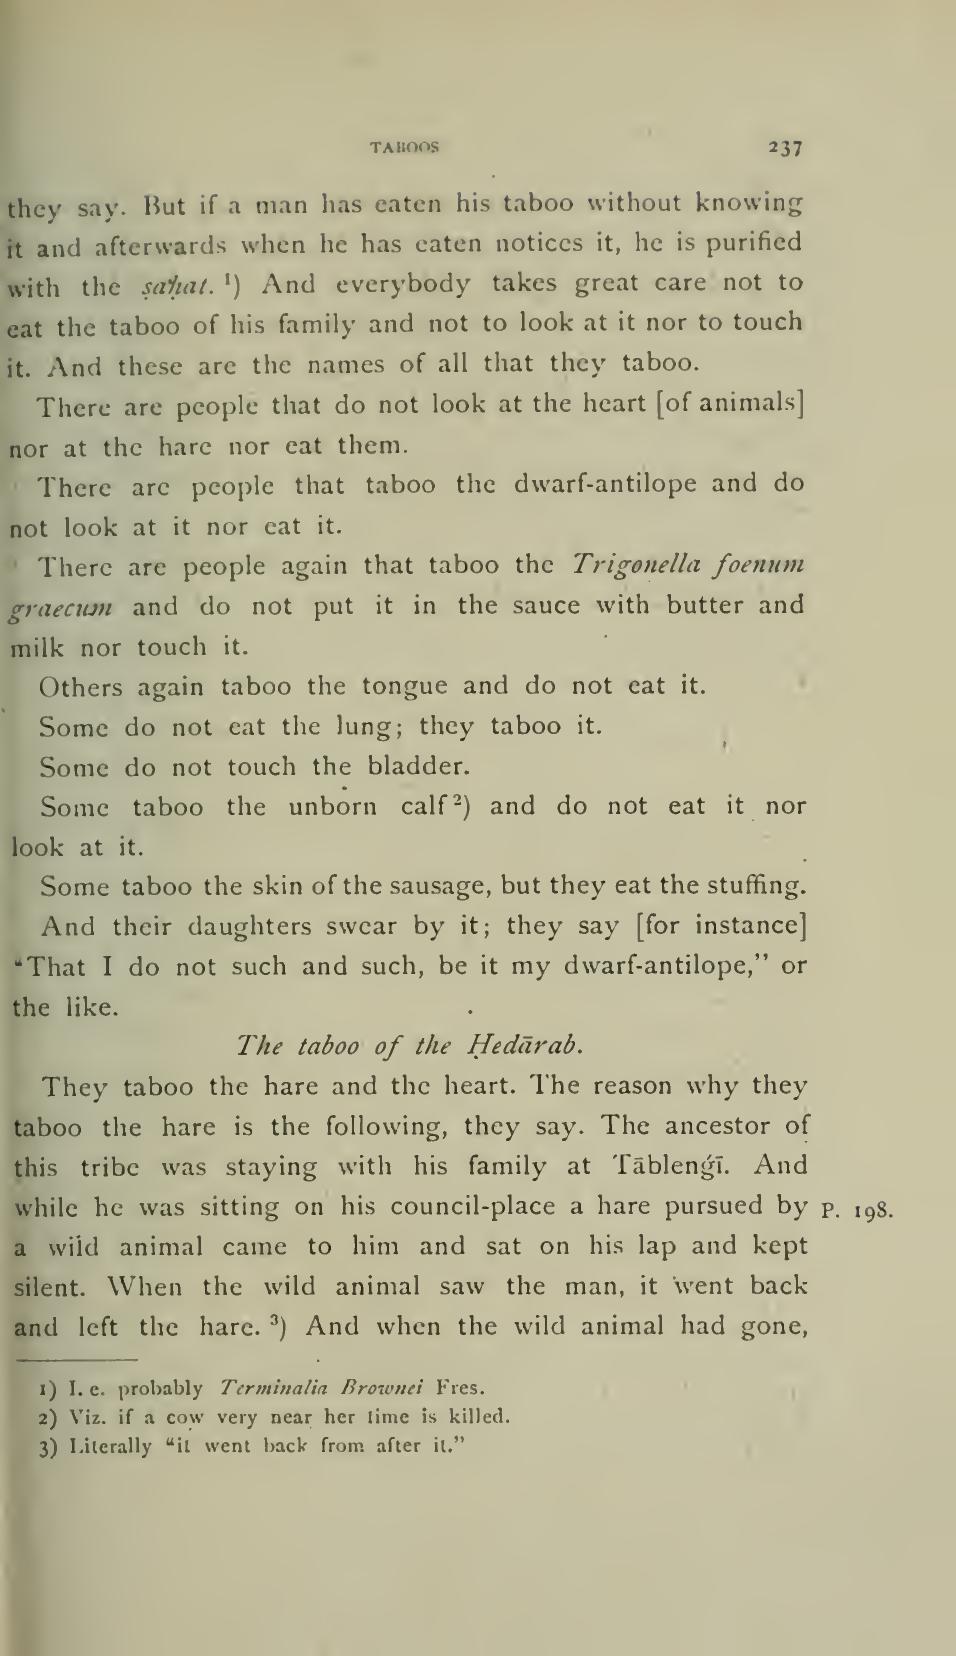 TABOOS 237
they say. But if a man has eaten his taboo without knowing
it and afterwards when he has eaten notices it, he is purified
with the ṣaʿḥat. ¹) And everybody takes great care not to
eat the taboo of his family and not to look at it nor to touch
it. And these are the names of all that they taboo.
There are people that do not look at the heart [of animals]
nor at the hare nor eat them.
There are people that taboo the dwarf-antilope and do
not look at it nor eat it.
There are people again that taboo the Trigonella foenum
graecum and do not put it in the sauce with butter and
milk nor touch it.
Others again taboo the tongue and do not eat it.
Some do not eat the lung; they taboo it.
Some do not touch the bladder.
Some taboo the unborn calf ²) and do not eat it nor
look at it.
Some taboo the skin of the sausage, but they eat the stuffing.
And their daughters swear by it; they say [for instance]
“That I do not such and such, be it my dwarf-antilope,” or
the like.
The taboo of the Ḥedārab.
They taboo the hare and the heart. The reason why they
taboo the hare is the following, they say. The ancestor of
this tribe was staying with his family at Tāblenǵī. And
while he was sitting on his council-place a hare pursued by P. 198.
a wild animal came to him and sat on his lap and kept
silent. When the wild animal saw the man, it went back
and left the hare. ³) And when the wild animal had gone,
1) I. e. probably Terminalia Brownei Fres.
2) Viz. if a cow very near her time is killed.
3) Literally “it went back from after it.”